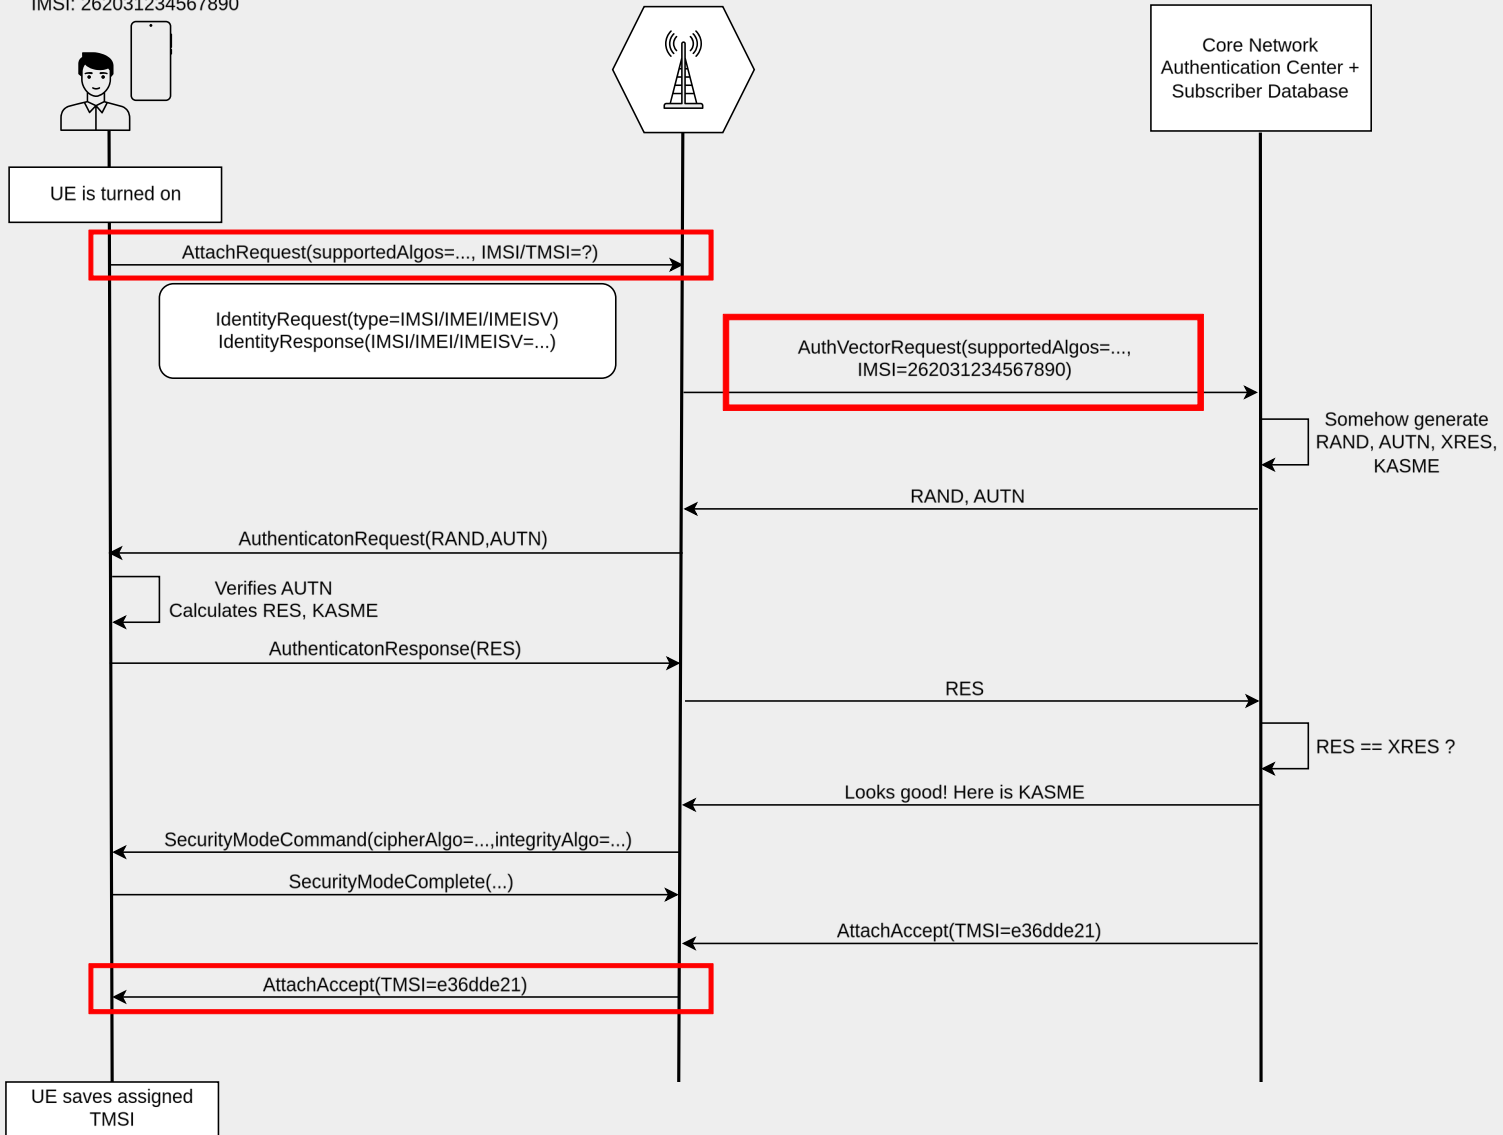 IMSI: 262031234567890
Core Network
Authentication Center +
Subscriber Database
UE is turned on
AttachRequest(supportedAlgos=..., IMSI/TMSI=?)
IdentityRequest(type=IMSI/IMEI/IMEISV)
IdentityResponse(IMSI/IMEI/IMEISV=...)
AuthVectorRequest(supportedAlgos=...,
IMSI=262031234567890)
Somehow generate
RAND, AUTN, XRES,
KASME
RAND, AUTN
AuthenticatonRequest(RAND,AUTN)
Verifies AUTN
Calculates RES, KASME
AuthenticatonResponse(RES)
RES
RES == XRES ?
Looks good! Here is KASME
SecurityModeCommand(cipherAlgo=...,integrityAlgo=...)
SecurityModeComplete(...)
AttachAccept(TMSI=e36dde21)
AttachAccept(TMSI=e36dde21)
UE saves assigned
TMSI